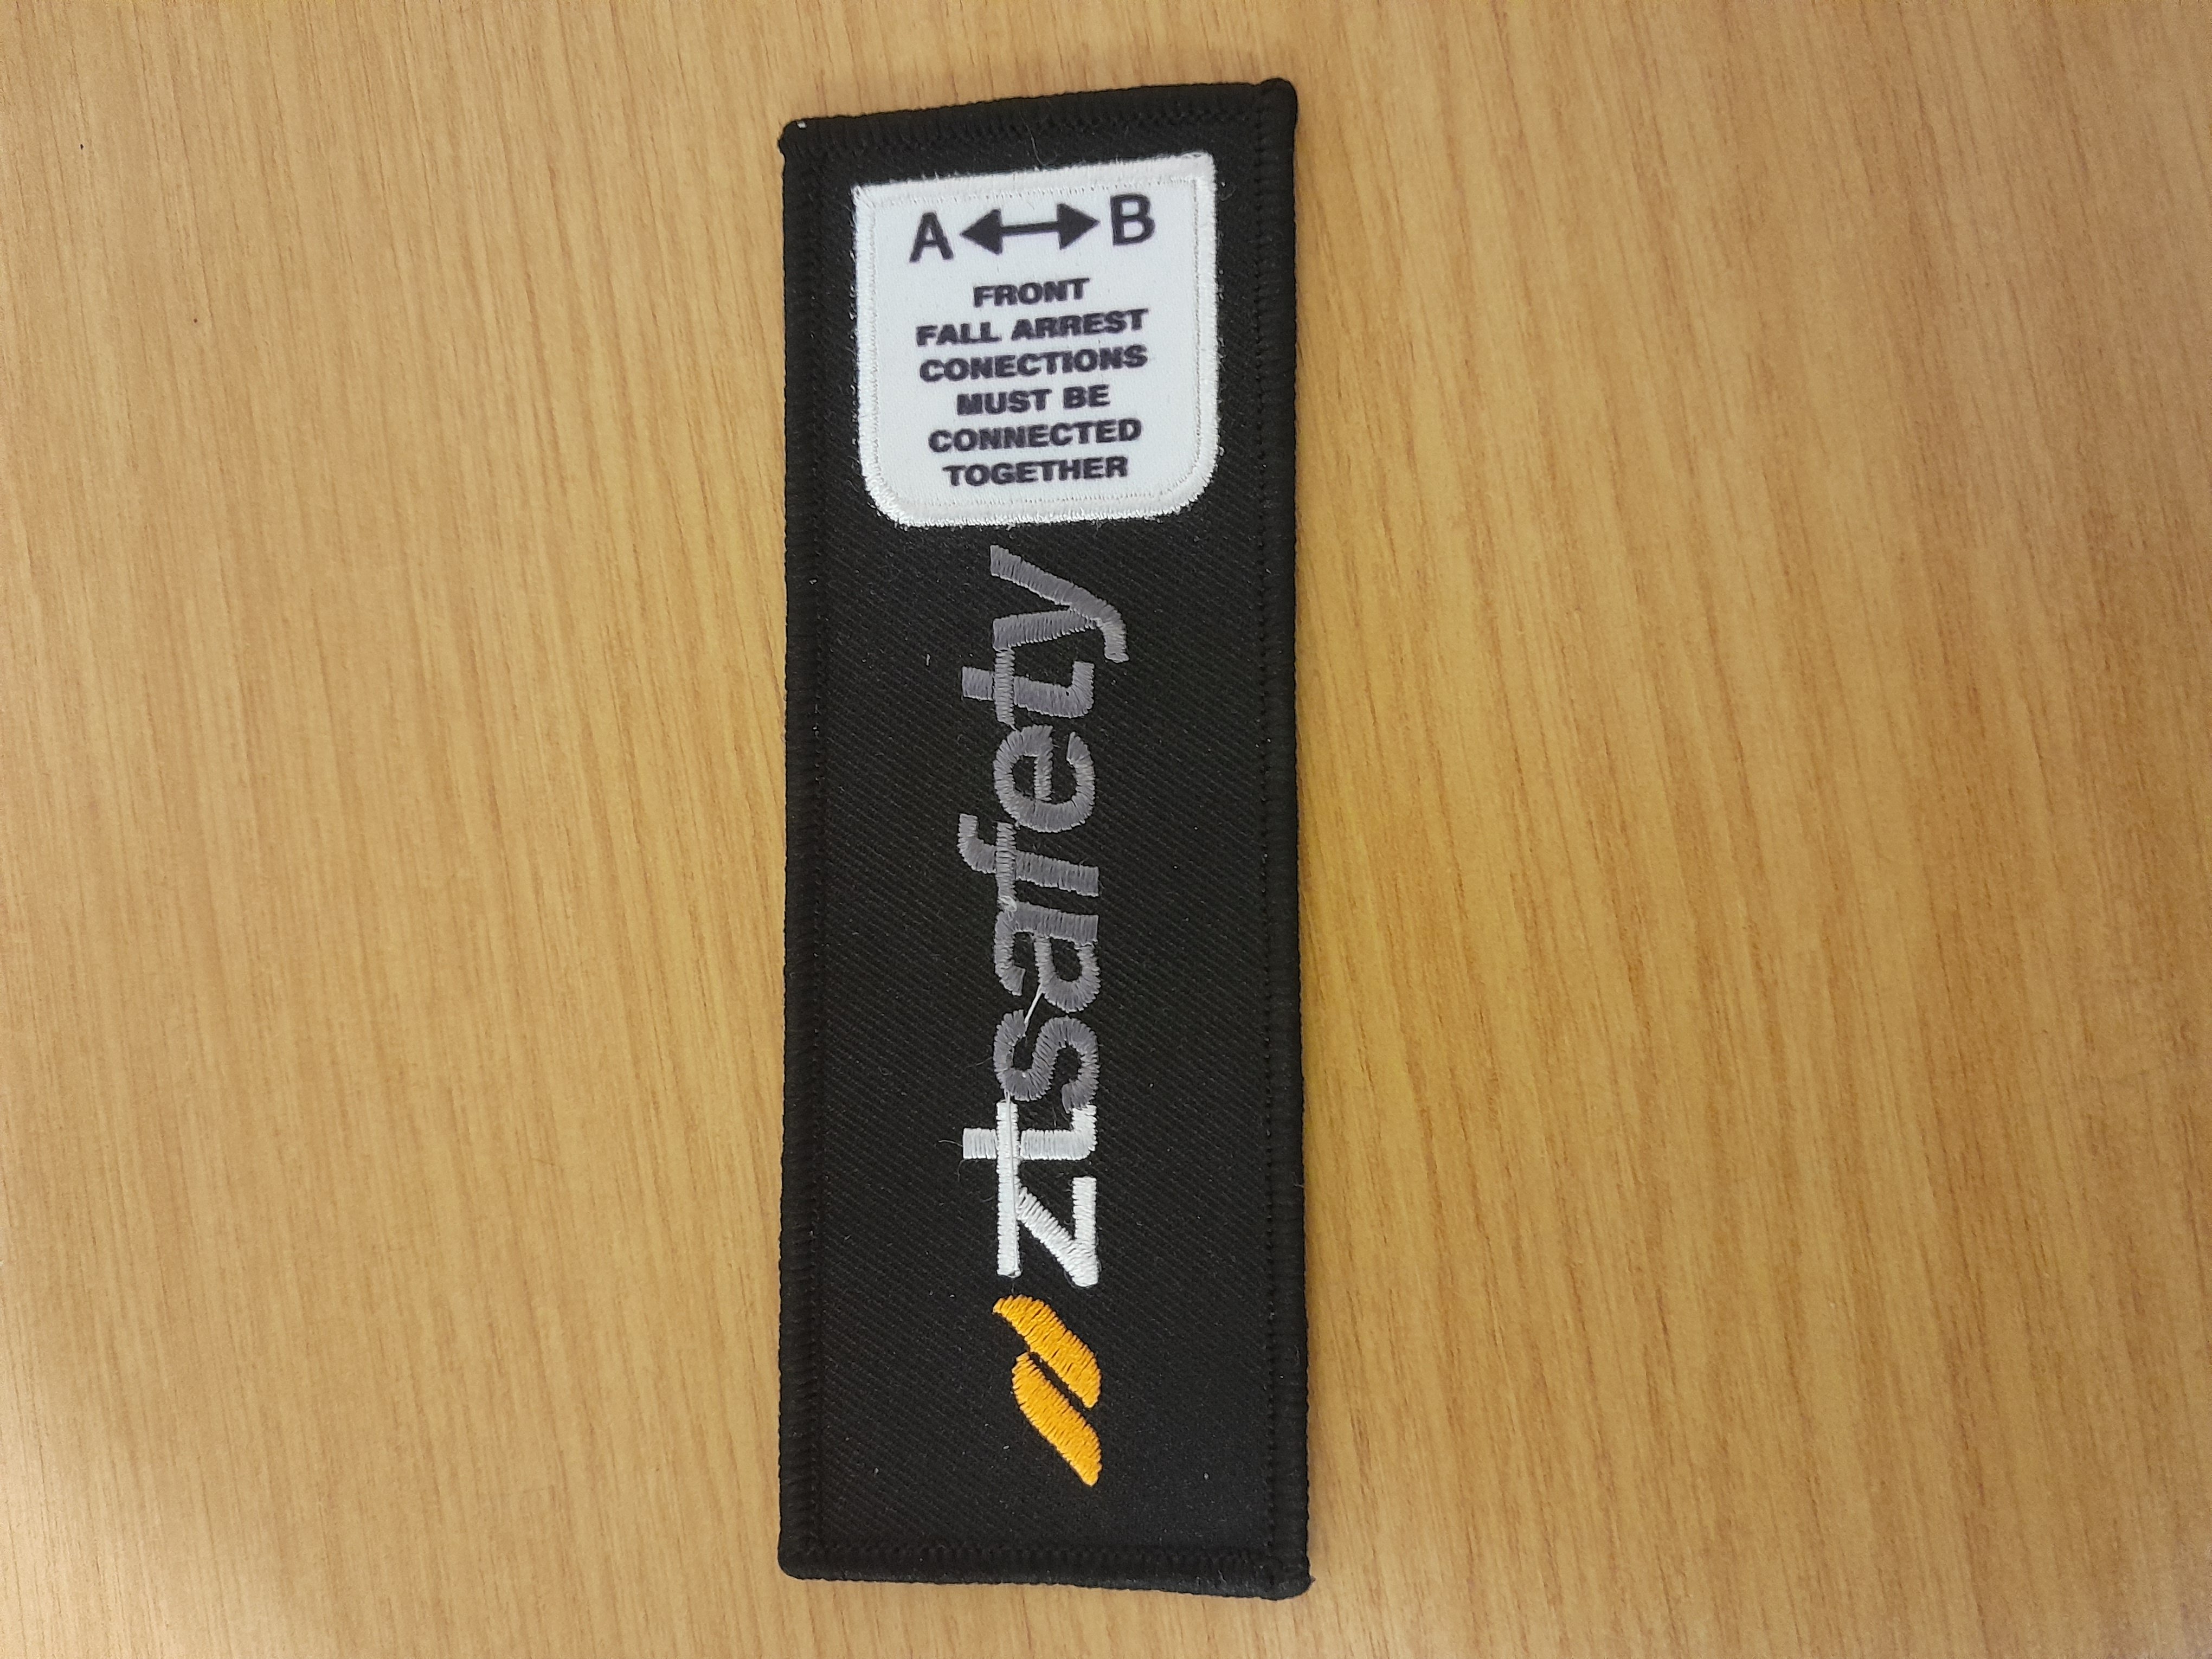 A ↔ B
FRONT
FALL ARREST
CONECTIONS
MUST BE
CONNECTED
TOGETHER
ztsafety